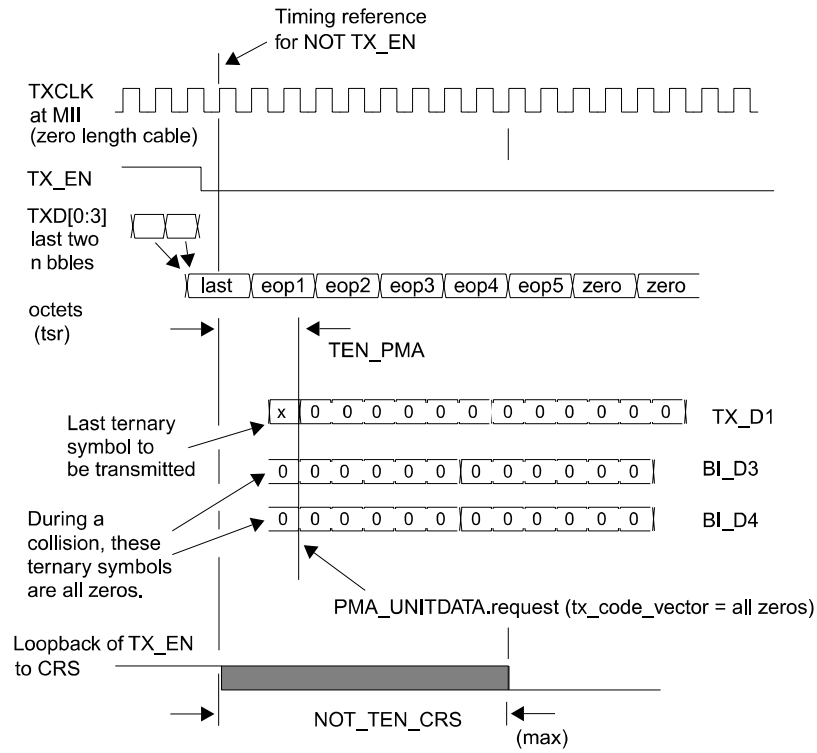 Timing reference
for NOT TX_EN
TXCLK
at MII
(zero length cable)
TX_EN
TXD[0:3]
last two
n bbles
last eop1 eop2 eop3 eop4 eop5 zero zero
octets
(tsr)
TEN_PMA
x 0 0 0 0 0 0 0 0 0 0 0 0 TX_D1
Last ternary
symbol to
be transmitted
0 0 0 0 0 0 0 0 0 0 0 0 BI_D3
0 0 0 0 0 0 0 0 0 0 0 0 BI_D4
During a
collision, these
ternary symbols
are all zeros.
PMA_UNITDATA.request (tx_code_vector = all zeros)
Loopback of TX_EN
to CRS
NOT_TEN_CRS
(max)